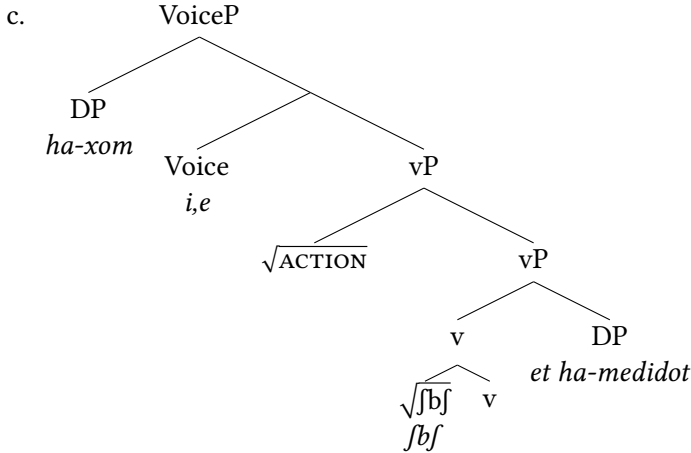 c. VoiceP
DP
ha-xom
Voice vP
i,e
√ACTION vP
v DP
et ha-medidot
√ʃbʃ v
ʃbʃ